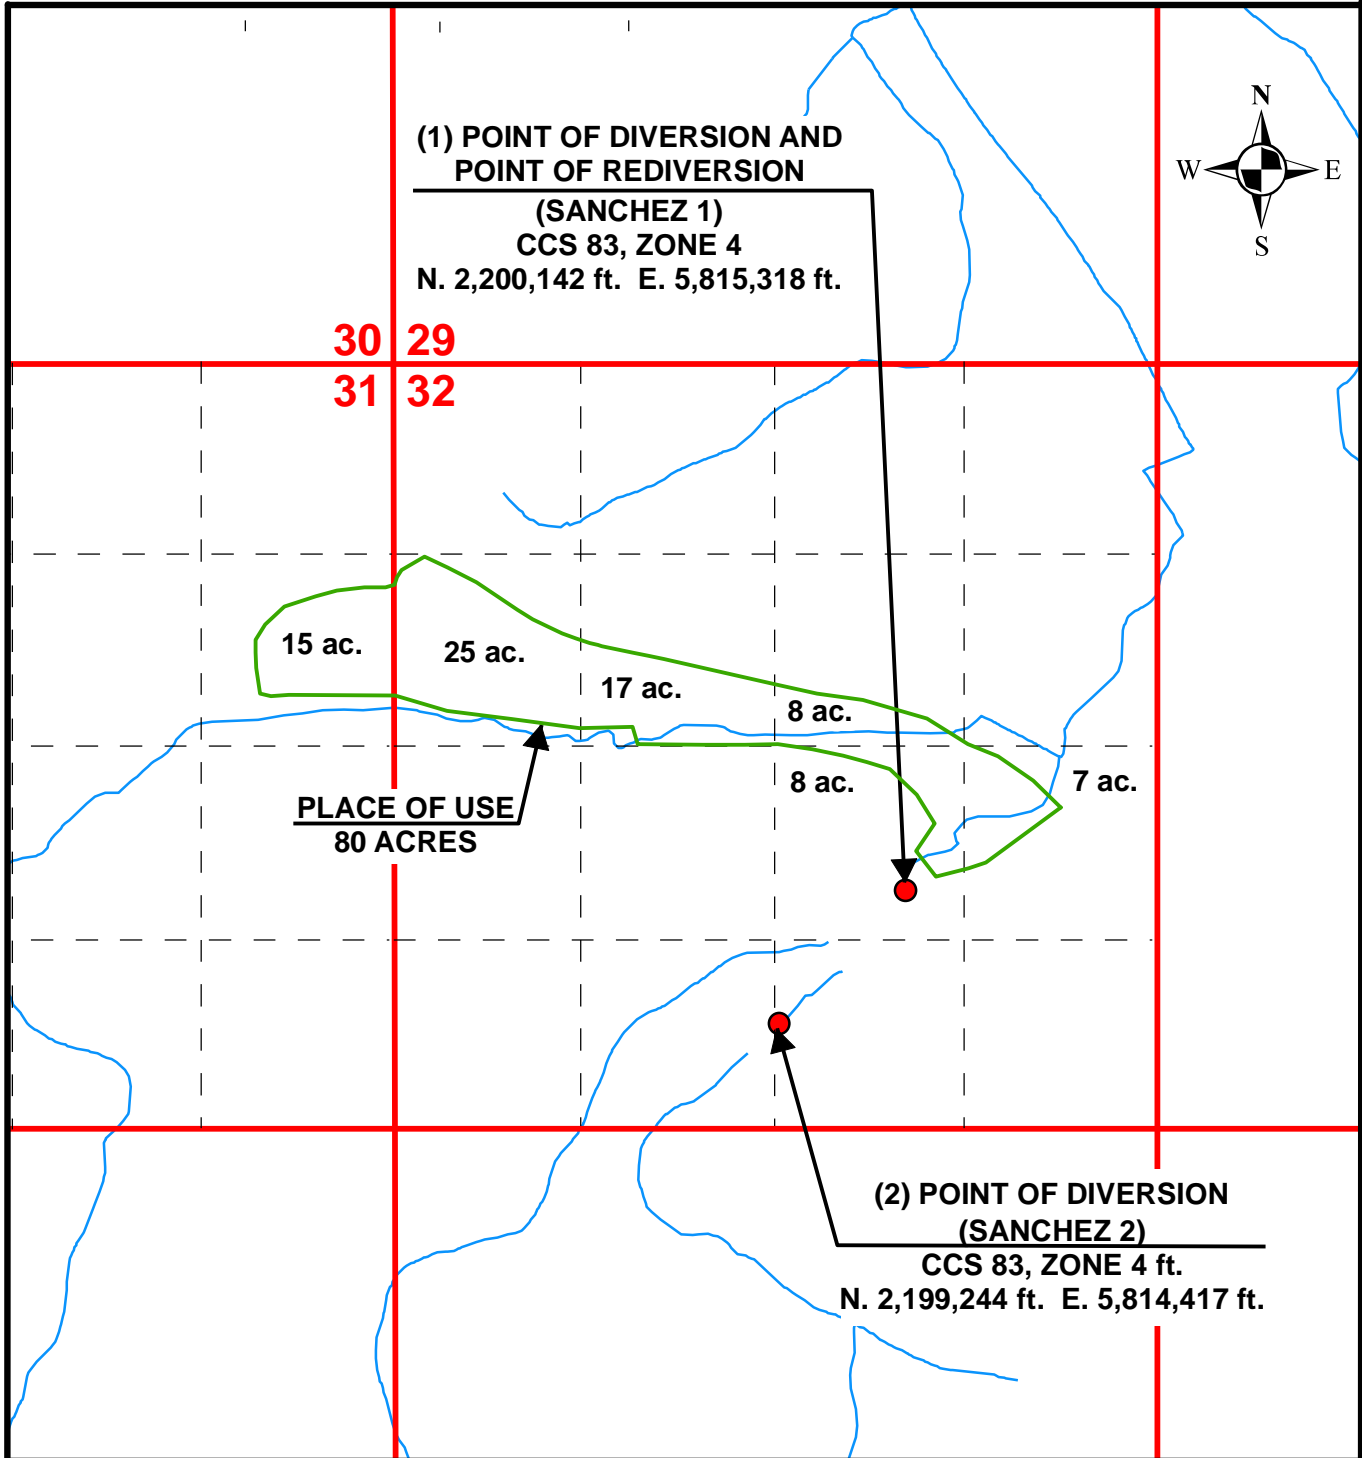 N
W E
S
(1) POINT OF DIVERSION AND
POINT OF REDIVERSION
(SANCHEZ 1)
CCS 83, ZONE 4
N. 2,200,142 ft. E. 5,815,318 ft.
30 29
31 32
15 ac.
25 ac.
17 ac.
8 ac.
8 ac.
7 ac.
PLACE OF USE
80 ACRES
(2) POINT OF DIVERSION
(SANCHEZ 2)
CCS 83, ZONE 4 ft.
N. 2,199,244 ft. E. 5,814,417 ft.